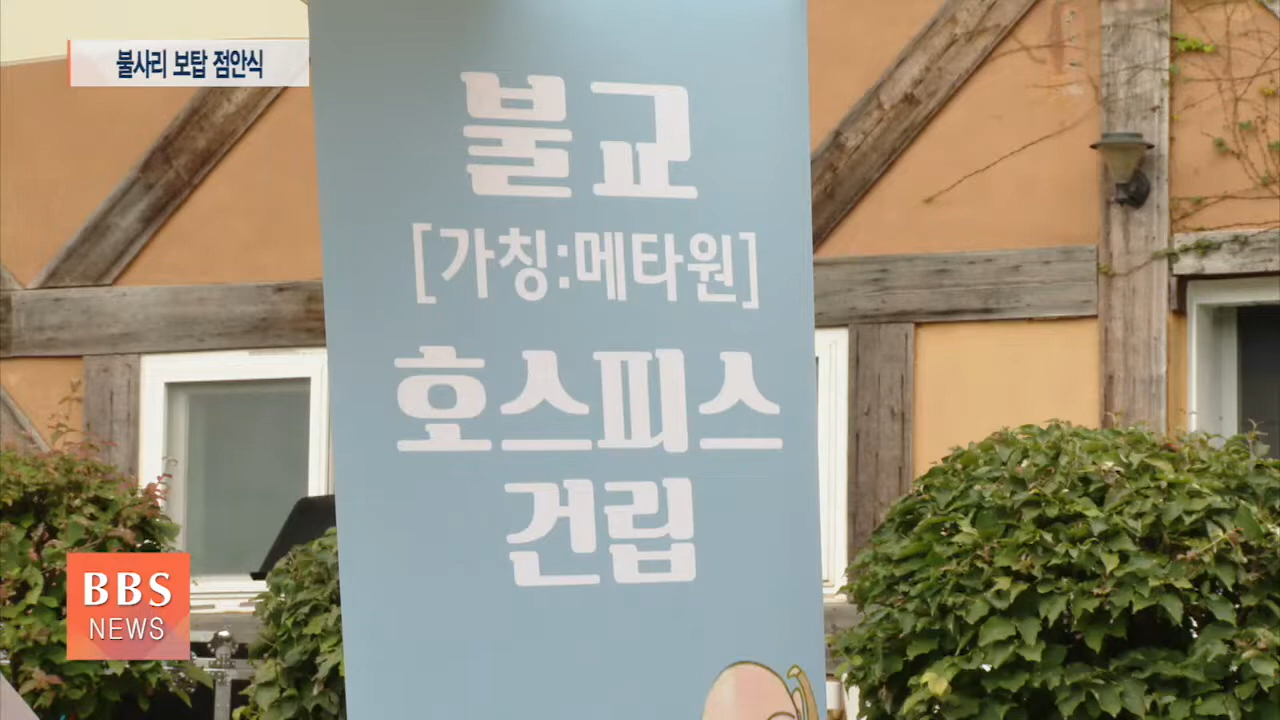 불사리 보탑 점안식
불교
[가칭:메타원]
호스피스
건립
BBS
NEWS